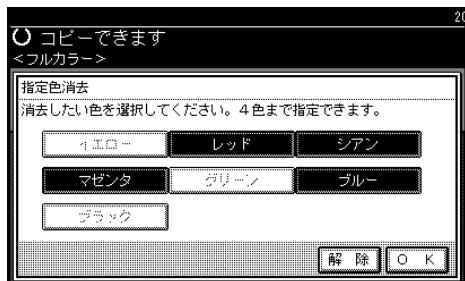 20
コピーできます
<フルカラー>
指定色消去
消去したい色を選択してください。4色まで指定できます。
イエロー レッド シアン
マゼンタ グリーン ブルー
ブラック
解 除 O K